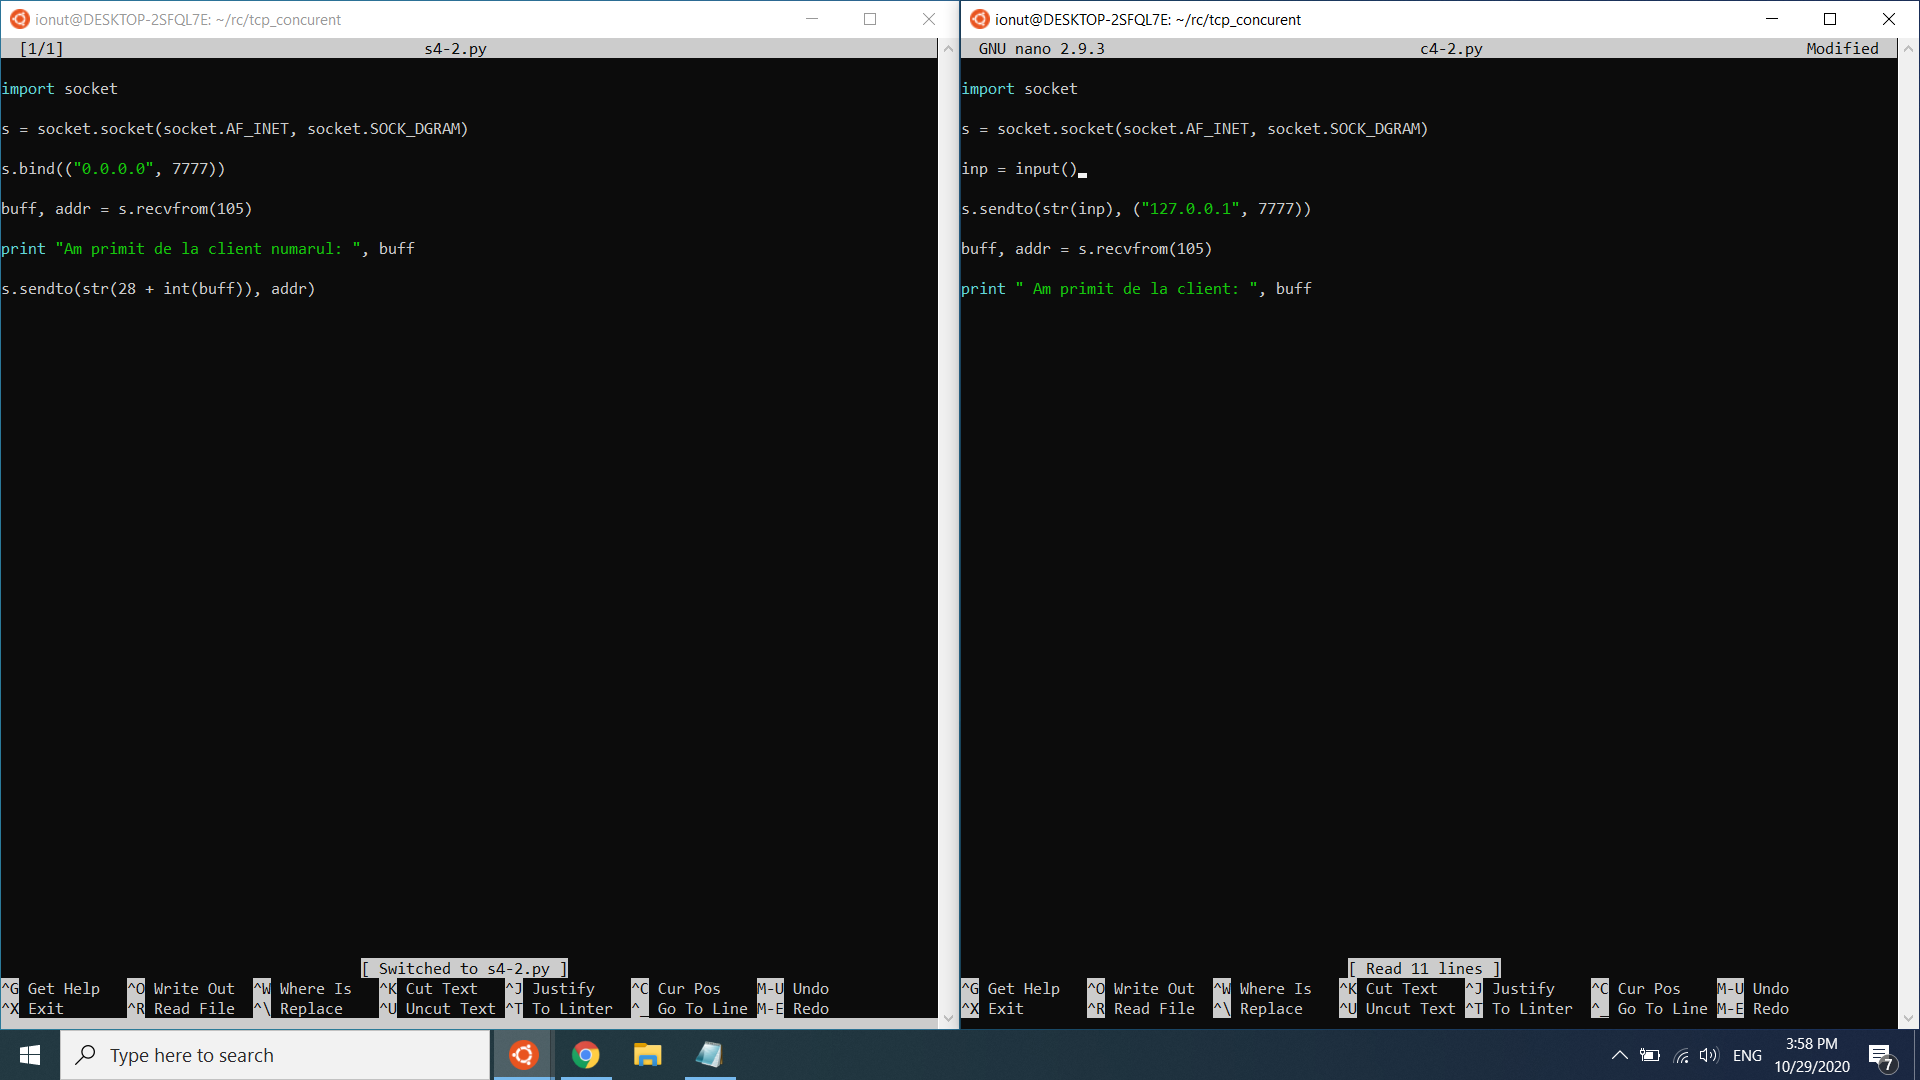 ionut@DESKTOP-2SFQL7E: ~/rc/tcp_concurent
[1/1] s4-2.py
import socket
s = socket.socket(socket.AF_INET, socket.SOCK_DGRAM)
s.bind(("0.0.0.0", 7777))
buff, addr = s.recvfrom(105)
print "Am primit de la client numarul: ", buff
s.sendto(str(28 + int(buff)), addr)
[ Switched to s4-2.py ]
^G Get Help ^O Write Out ^W Where Is ^K Cut Text ^J Justify ^C Cur Pos M-U Undo
^X Exit ^R Read File ^\ Replace ^U Uncut Text ^T To Linter ^_ Go To Line M-E Redo
ionut@DESKTOP-2SFQL7E: ~/rc/tcp_concurent
GNU nano 2.9.3 c4-2.py Modified
import socket
s = socket.socket(socket.AF_INET, socket.SOCK_DGRAM)
inp = input()
s.sendto(str(inp), ("127.0.0.1", 7777))
buff, addr = s.recvfrom(105)
print " Am primit de la client: ", buff
[ Read 11 lines ]
^G Get Help ^O Write Out ^W Where Is ^K Cut Text ^J Justify ^C Cur Pos M-U Undo
^X Exit ^R Read File ^\ Replace ^U Uncut Text ^T To Linter ^_ Go To Line M-E Redo
Type here to search
ENG
3:58 PM
10/29/2020
7